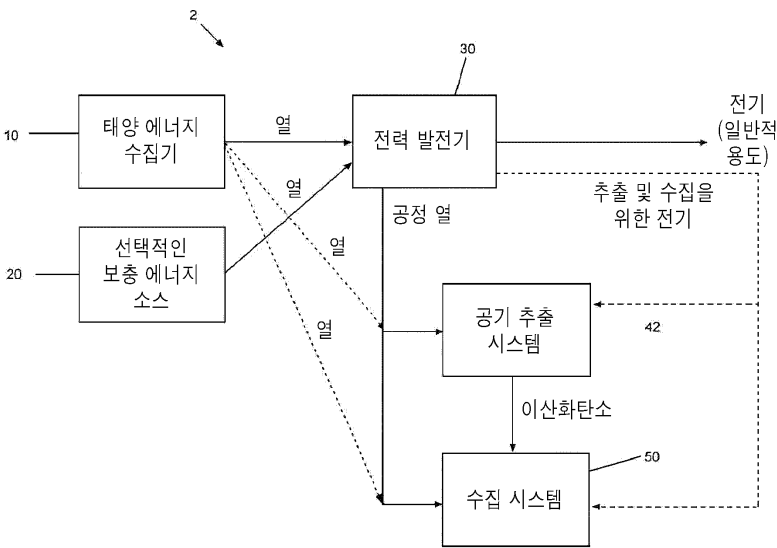 2
30
10
태양 에너지
수집기
열
전력 발전기
전기
(일반적
용도)
열
공정 열
추출 및 수집을
위한 전기
20
선택적인
보충 에너지
소스
열
열
공기 추출
시스템
42
이산화탄소
50
수집 시스템